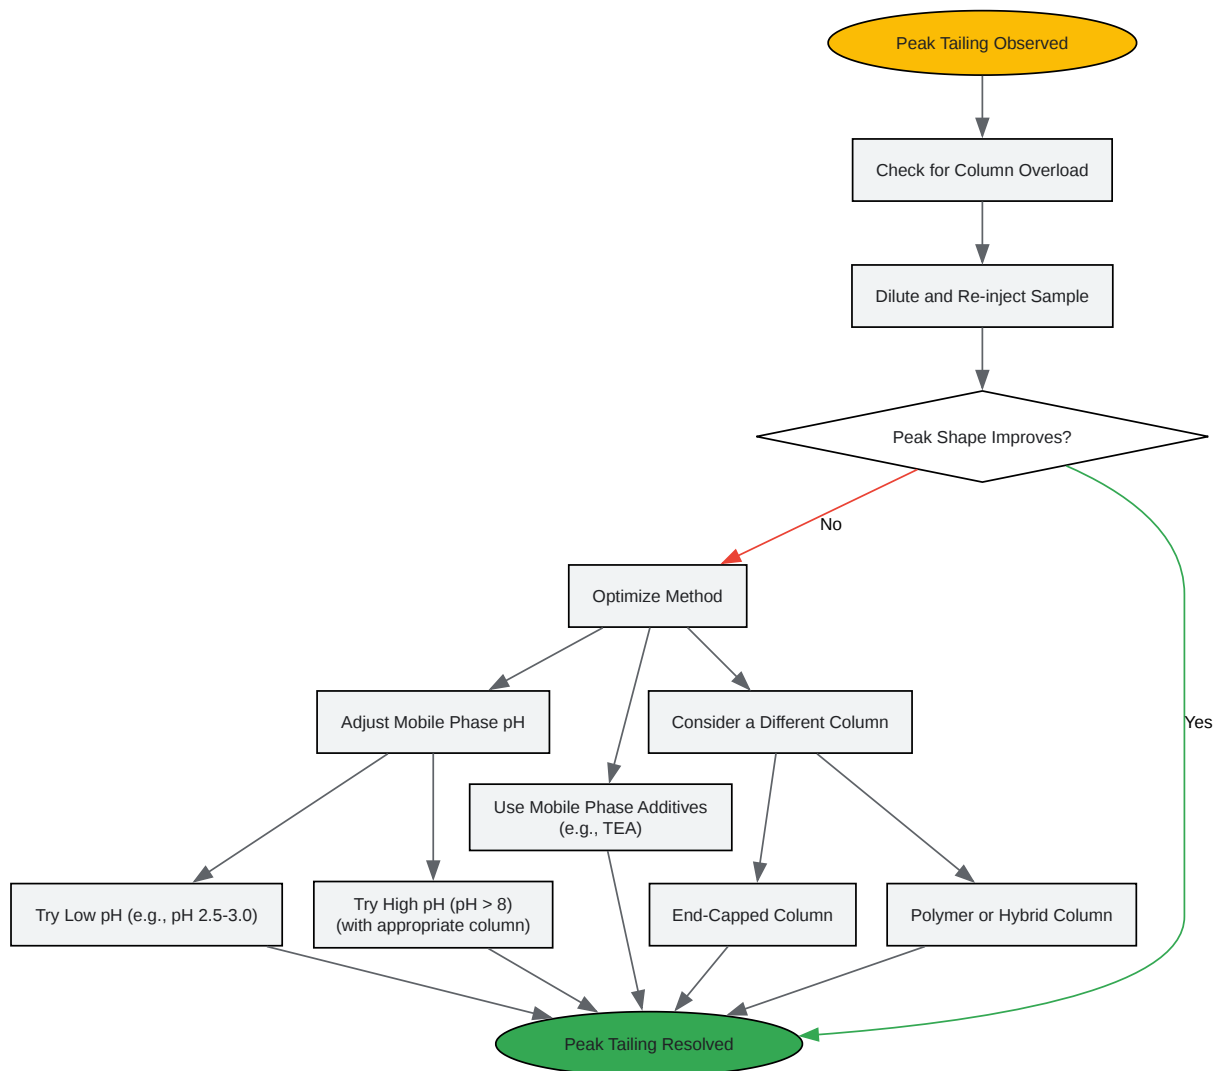 Peak Tailing Observed
Check for Column Overload
Dilute and Re-inject Sample
Peak Shape Improves?
No
Optimize Method
Adjust Mobile Phase pH
Consider a Different Column
Yes
Use Mobile Phase Additives
(e.g., TEA)
Try Low pH (e.g., pH 2.5-3.0)
Try High pH (pH > 8)
(with appropriate column)
End-Capped Column
Polymer or Hybrid Column
Peak Tailing Resolved